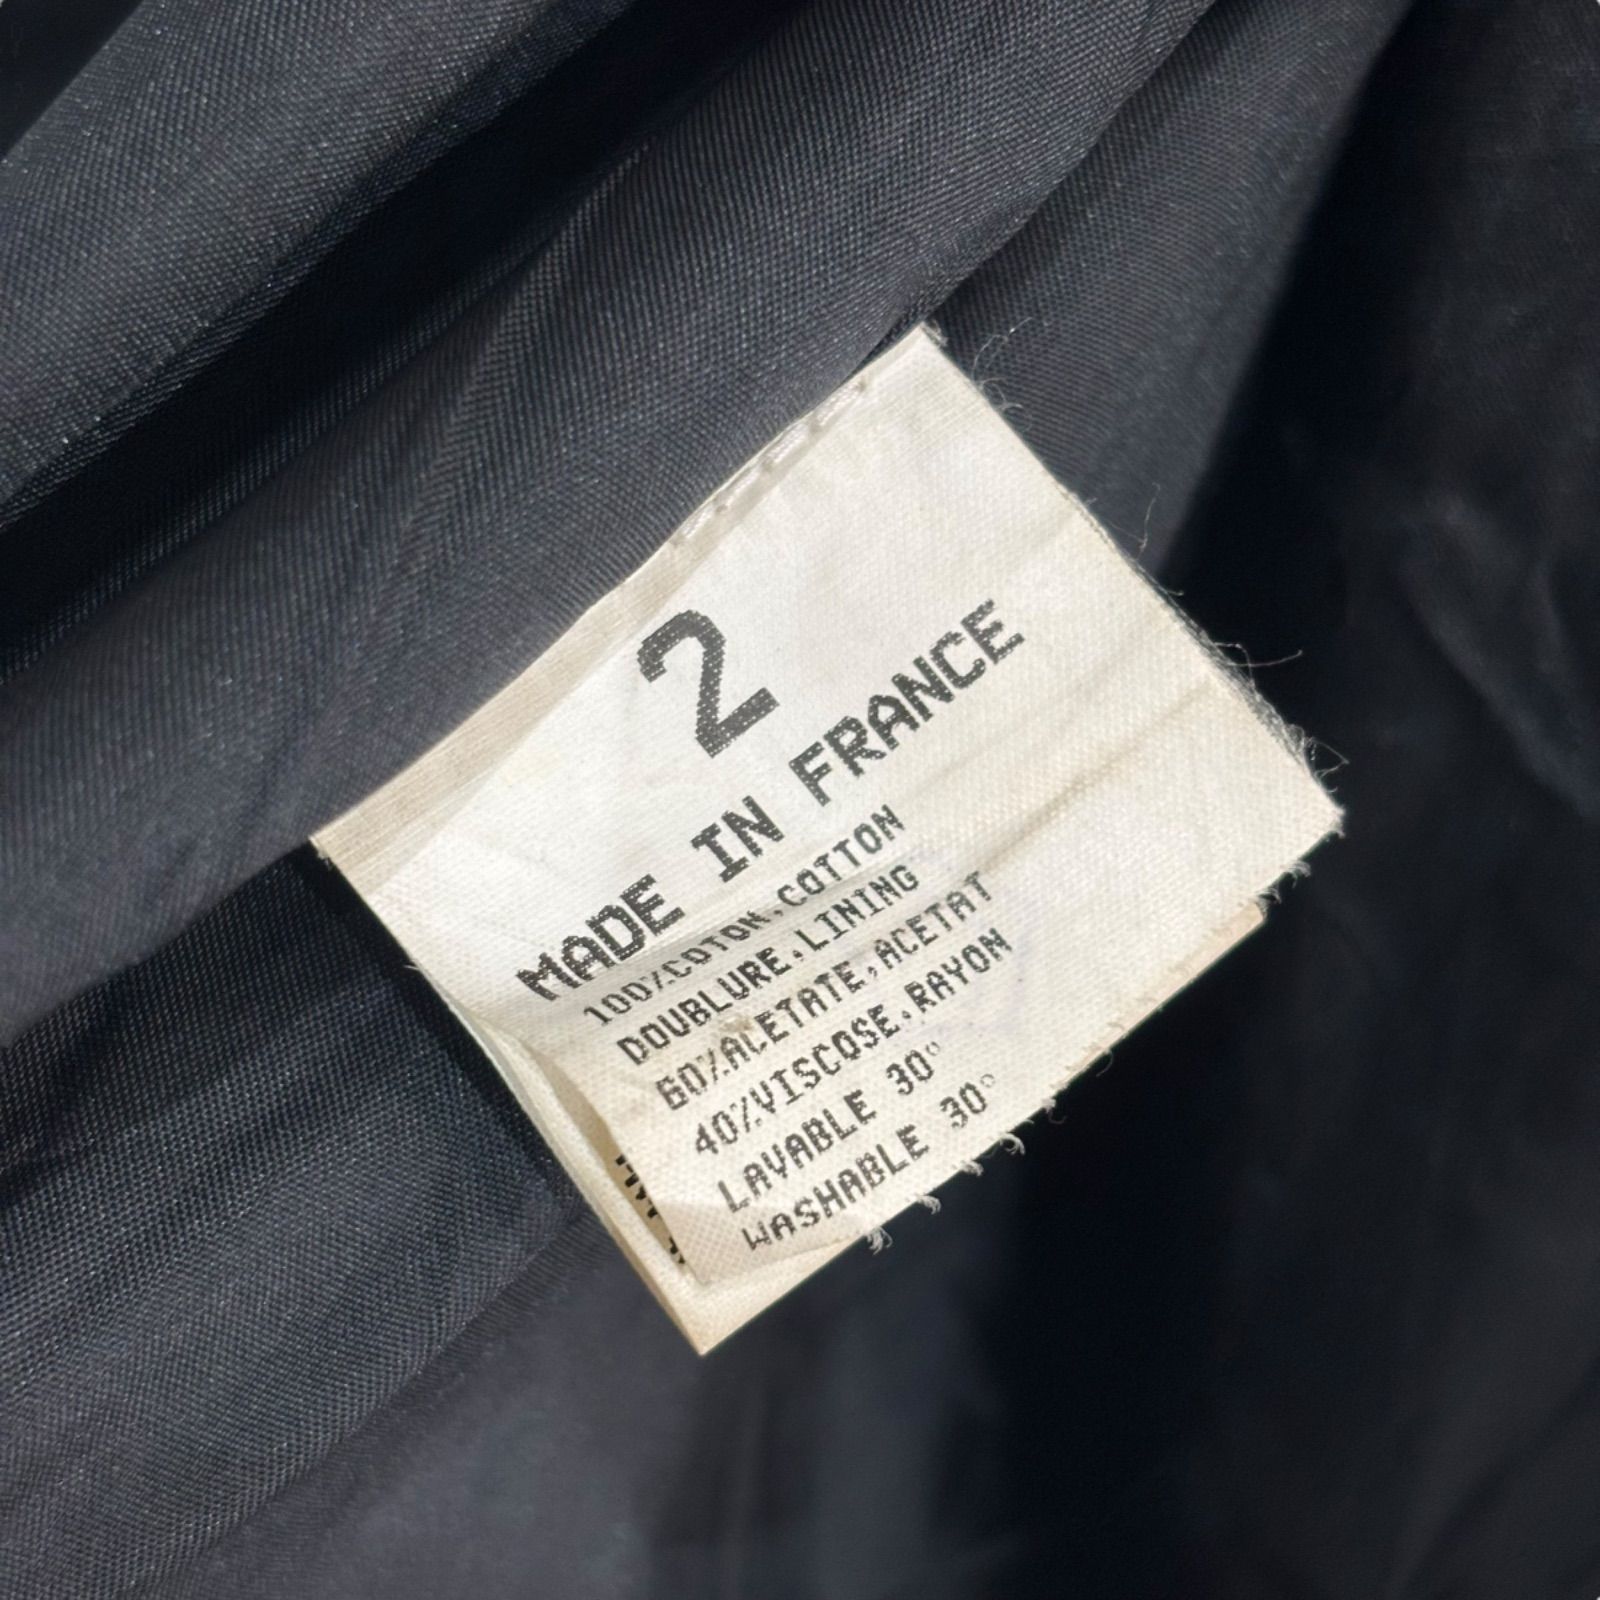 2
MADE IN FRANCE
100%COTON.COTTON
DOUBLURE.LINING
60%ACETATE,ACETAT
40%VISCOSE.RAYON
LAVABLE 30°
WASHABLE 30°